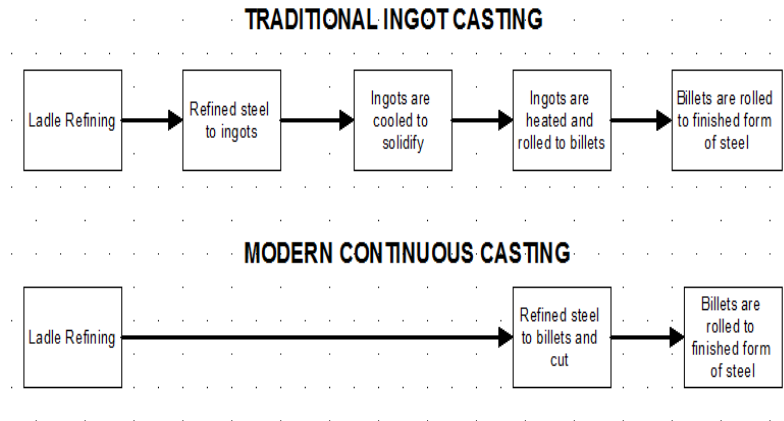 TRADITIONAL INGOT CASTING
Ladle Refining
Refined steel
to ingots
Ingots are
cooled to
solidify
Ingots are
heated and
rolled to billets
Billets are rolled
to finished form
of steel
MODERN CONTINUOUS CASTING
Ladle Refining
Refined steel
to billets and
cut
Billets are
rolled to
finished form
of steel